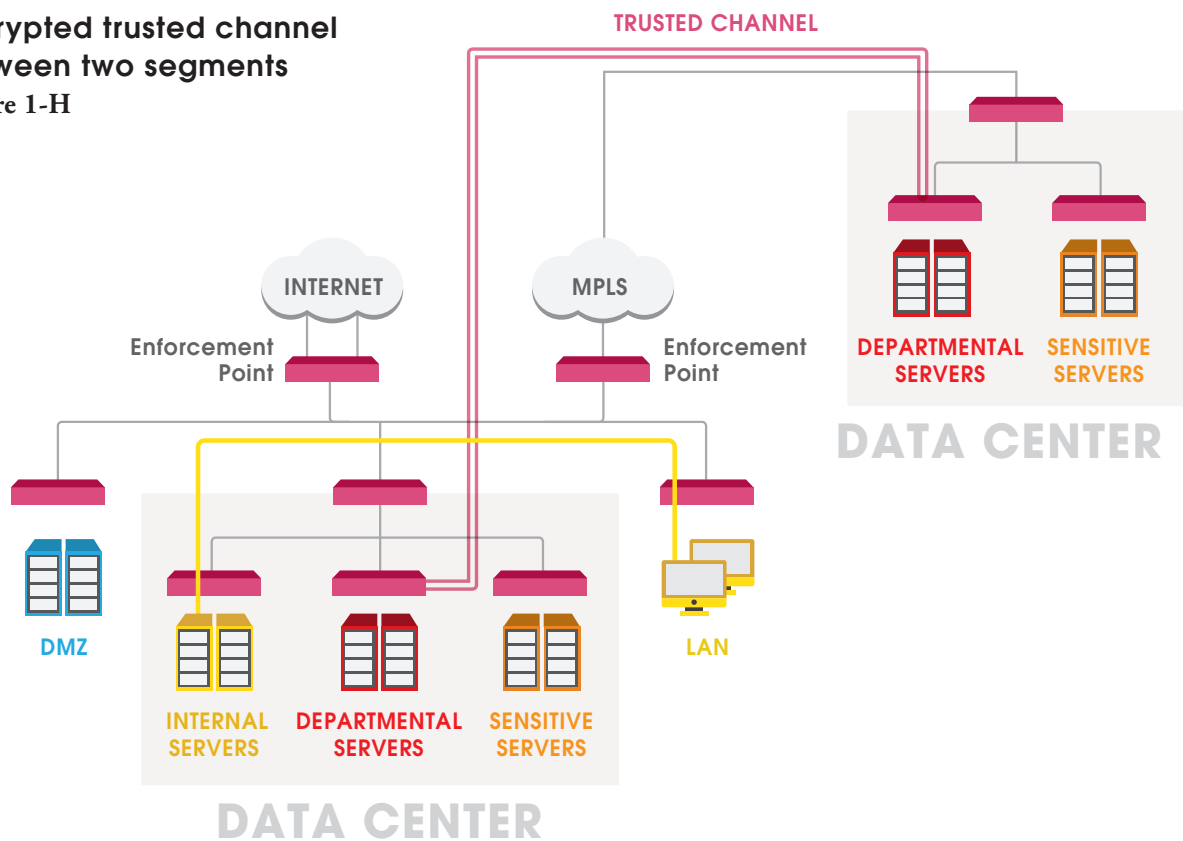 rypted trusted channel
ween two segments
re 1-H
TRUSTED CHANNEL
INTERNET
MPLS
Enforcement
Point
Enforcement
Point
DEPARTMENTAL
SERVERS
SENSITIVE
SERVERS
DATA CENTER
DMZ
LAN
INTERNAL
SERVERS
DEPARTMENTAL
SERVERS
SENSITIVE
SERVERS
DATA CENTER